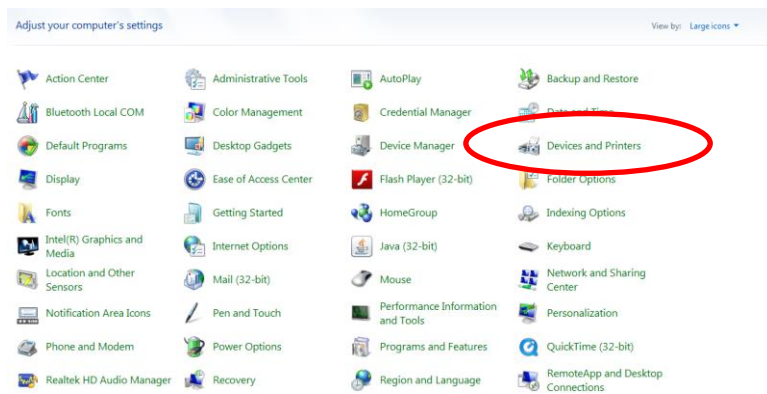 Adjust your computer's settings
View by: Large icons
Action Center
Administrative Tools
AutoPlay
Backup and Restore
Bluetooth Local COM
Color Management
Credential Manager
Date and Time
Default Programs
Desktop Gadgets
Device Manager
Devices and Printers
Display
Ease of Access Center
Flash Player (32-bit)
Folder Options
Fonts
Getting Started
HomeGroup
Indexing Options
Intel(R) Graphics and
Media
Internet Options
Java (32-bit)
Keyboard
Location and Other
Sensors
Mail (32-bit)
Mouse
Network and Sharing
Center
Notification Area Icons
Pen and Touch
Performance Information
and Tools
Personalization
Phone and Modem
Power Options
Programs and Features
QuickTime (32-bit)
Realtek HD Audio Manager
Recovery
Region and Language
RemoteApp and Desktop
Connections